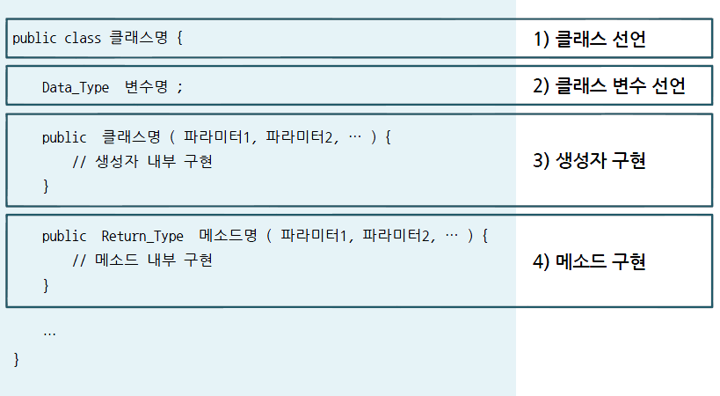 public class 클래스명 {
1) 클래스 선언
Data_Type 변수명 ;
2) 클래스 변수 선언
public 클래스명 ( 파라미터1, 파라미터2, … ) {
// 생성자 내부 구현
}
3) 생성자 구현
public Return_Type 메소드명 ( 파라미터1, 파라미터2, … ) {
// 메소드 내부 구현
}
4) 메소드 구현
…
}